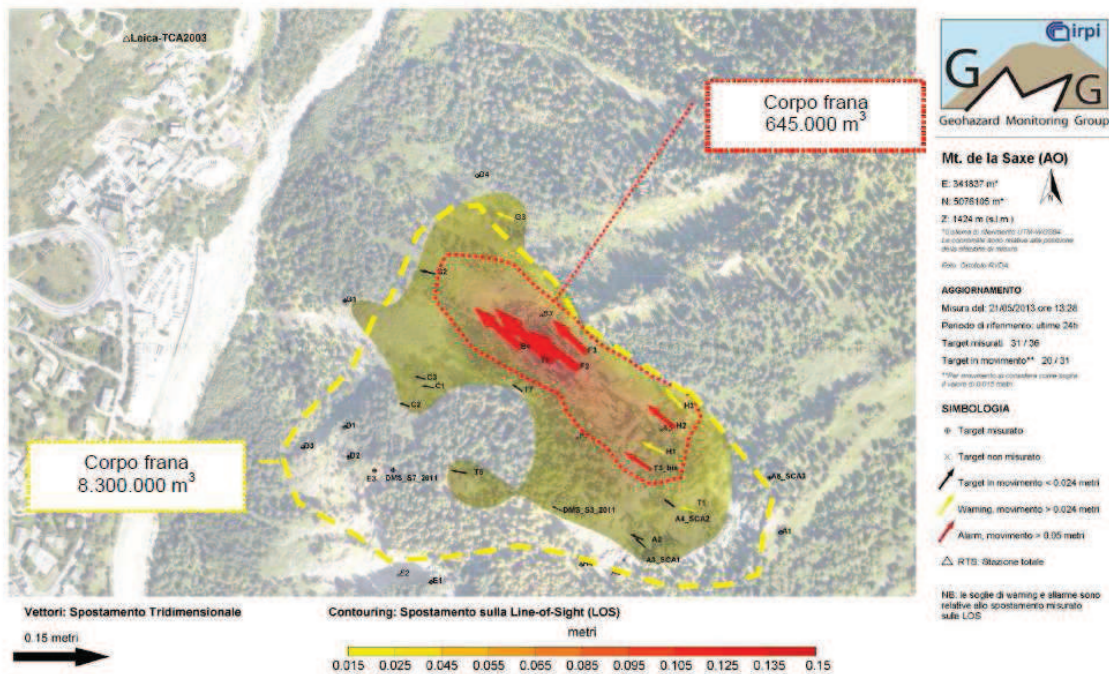 Leica-TCA2003
Corpo frana
645.000 m³
irpi
G M G
Geohazard Monitoring Group
Mt. de la Saxe (AO)
E: 341837 m*
N: 5076105 m*
Z: 1424 m (s.l.m.)
AGGIORNAMENTO
Misura del: 21/05/2013 ore 13:28
Periodo di riferimento: ultime 24h
Target misurati 31 / 36
Target in movimento** 20 / 31
SIMBOLOGIA
Target misurato
Target non misurato
Target in movimento < 0.024 metri
Warning, movimento > 0.024 metri
Alarm, movimento > 0.05 metri
RTS: Stazione totale
NB: le soglie di warning e allarme sono
relative allo spostamento misurato
sulla LOS
G3
G2
F3
F2
C3
C1
C2
T7
H3
H2
H1
D1
D2
D3
Corpo frana
8.300.000 m³
E3
DMS_S7_2011
DMS_S3_2011
T1
A4_SCA2
A2
A3_SCA1
A1
E2
E1
Vettori: Spostamento Tridimensionale
0.15 metri
Contouring: Spostamento sulla Line-of-Sight (LOS)
metri
0.015 0.025 0.045 0.055 0.065 0.085 0.095 0.105 0.115 0.135 0.15